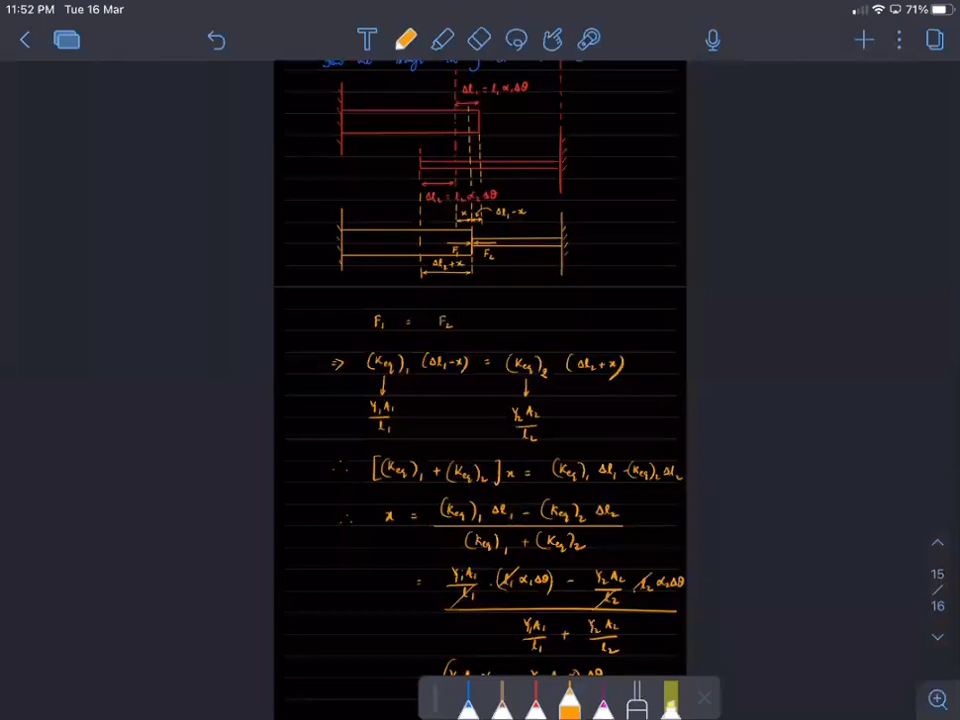 11:52 PM Tue 16 Mar 71%
Δl₁ = l₁ α₁ Δθ
Δl₂ = l₂ α₂ Δθ
x Δl₁ - x
F₁ F₂
Δl₂ + x
F₁ = F₂
⇒ (Keq)₁ (Δl₁ - x) = (Keq)₂ (Δl₂ + x)
Y₁A₁/l₁ Y₂A₂/l₂
∴ [(Keq)₁ + (Keq)₂] x = (Keq)₁ Δl₁ - (Keq)₂ Δl₂
∴ x = ((Keq)₁ Δl₁ - (Keq)₂ Δl₂) / ((Keq)₁ + (Keq)₂)
= (Y₁A₁/l₁ · (l₁ α₁ Δθ) - Y₂A₂/l₂ · l₂ α₂ Δθ) / (Y₁A₁/l₁ + Y₂A₂/l₂)
15
/
16